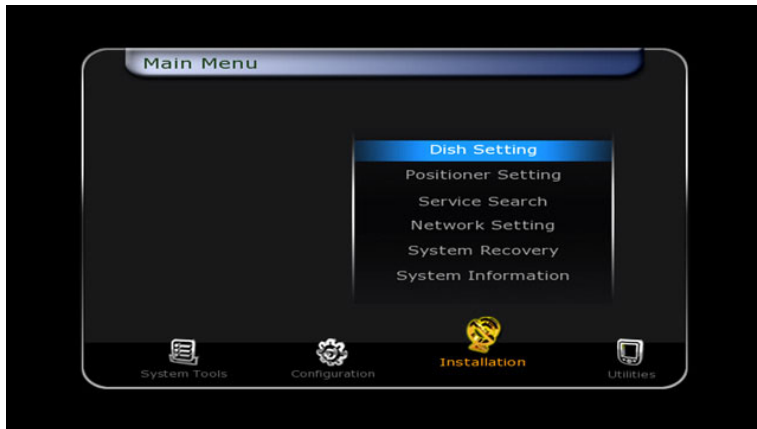 Main Menu
Dish Setting
Positioner Setting
Service Search
Network Setting
System Recovery
System Information
System Tools
Configuration
Installation
Utilities